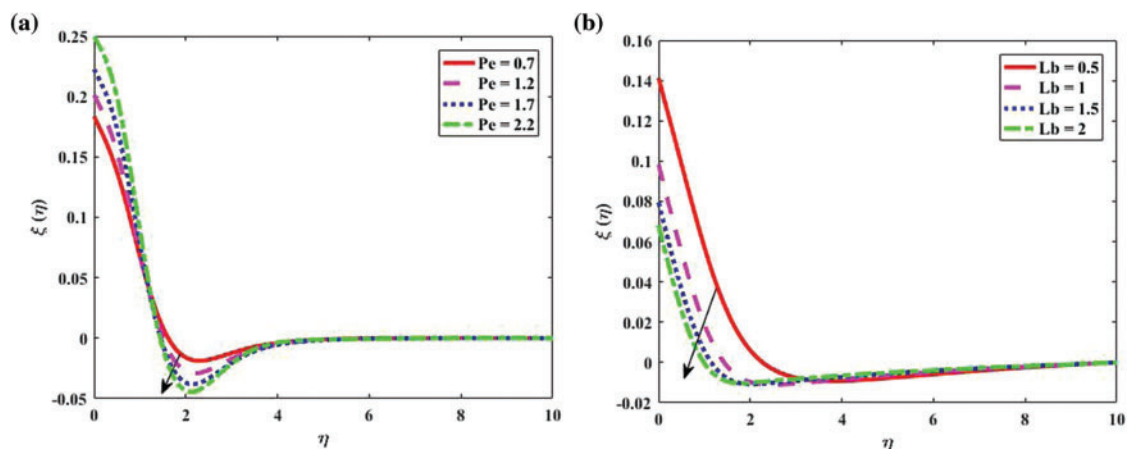 (a)
0.25
0.2
0.15
0.1
0.05
0
-0.05
ξ (η)
0 2 4 6 8 10
η
Pe = 0.7
Pe = 1.2
Pe = 1.7
Pe = 2.2
(b)
0.16
0.14
0.12
0.1
0.08
0.06
0.04
0.02
0
-0.02
ξ (η)
0 2 4 6 8 10
η
Lb = 0.5
Lb = 1
Lb = 1.5
Lb = 2